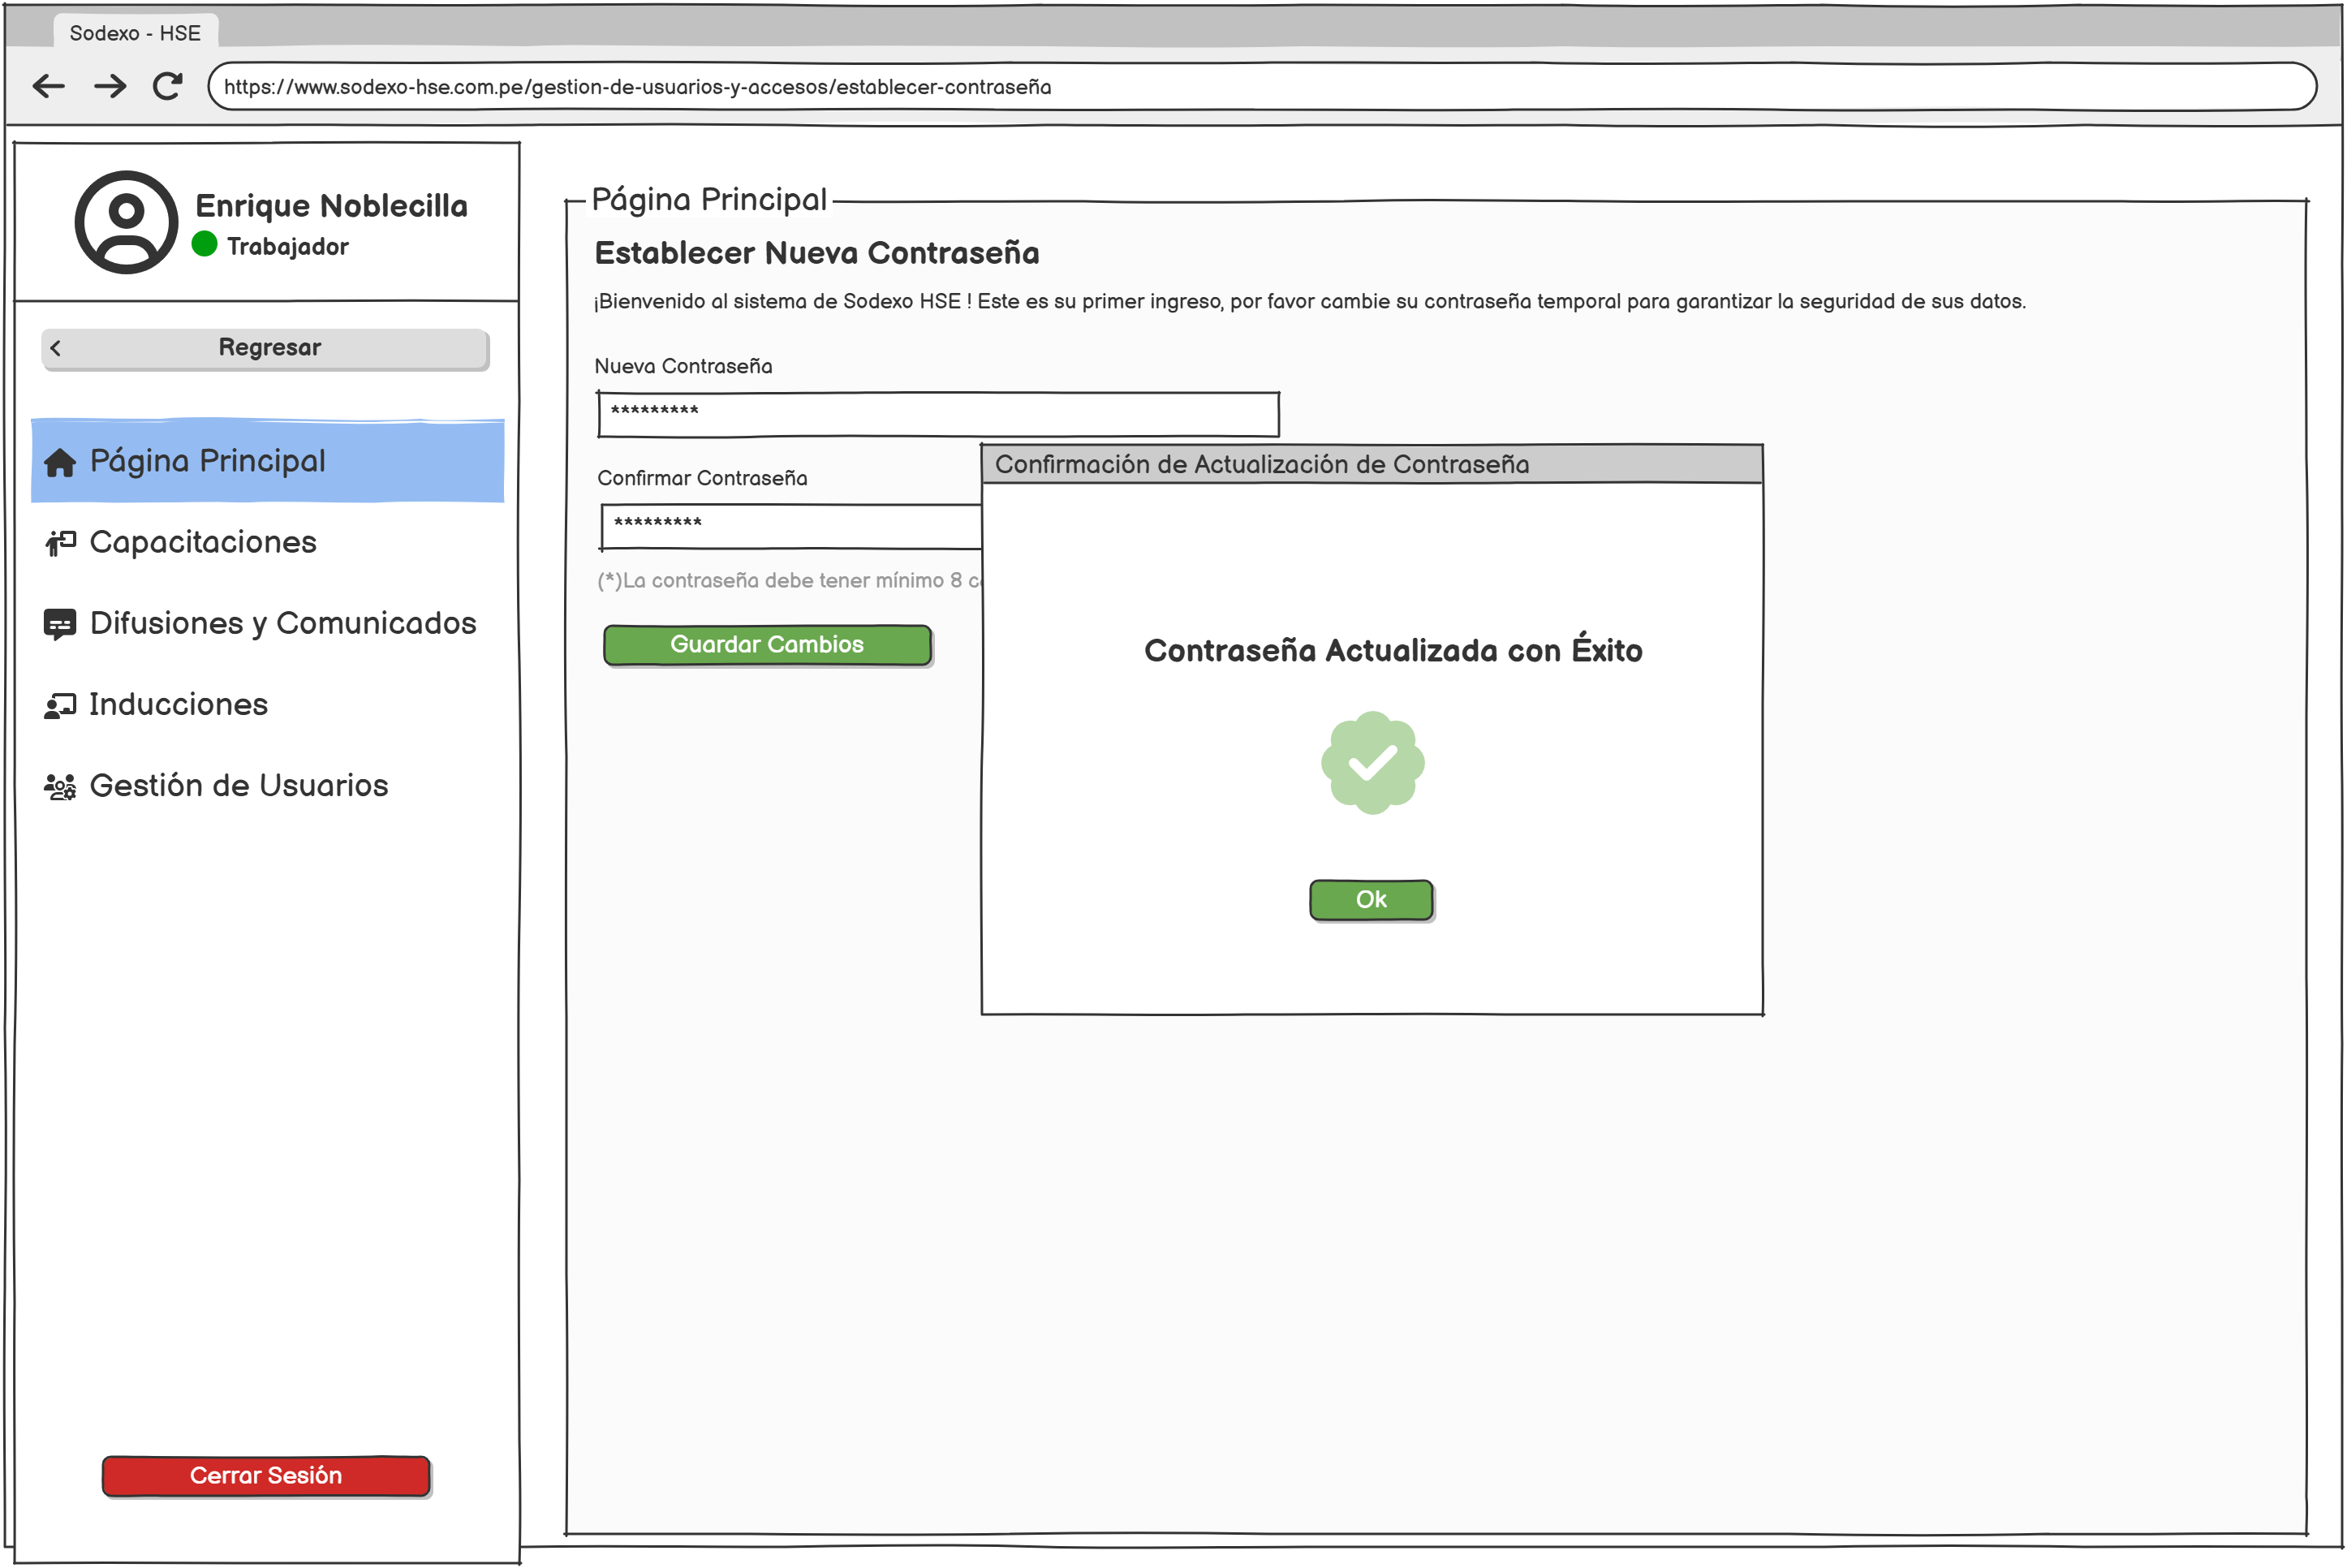 Sodexo - HSE
https://www.sodexo-hse.com.pe/gestion-de-usuarios-y-accesos/establecer-contraseña
Enrique Noblecilla
Trabajador
Regresar
Página Principal
Capacitaciones
Difusiones y Comunicados
Inducciones
Gestión de Usuarios
Cerrar Sesión
Página Principal
Establecer Nueva Contraseña
¡Bienvenido al sistema de Sodexo HSE ! Este es su primer ingreso, por favor cambie su contraseña temporal para garantizar la seguridad de sus datos.
Nueva Contraseña
*********
Confirmar Contraseña
*********
(*)La contraseña debe tener mínimo 8
Guardar Cambios
Confirmación de Actualización de Contraseña
Contraseña Actualizada con Éxito
Ok